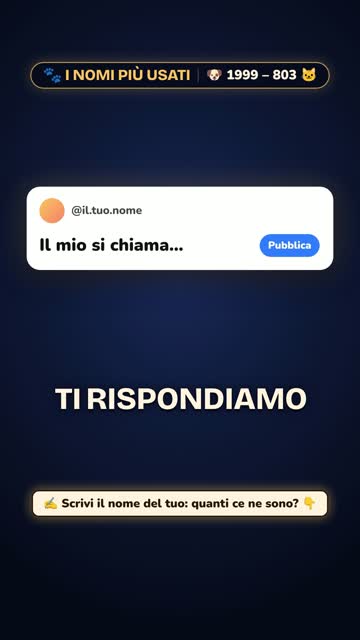 🐾 I NOMI PIÙ USATI | 🐶 1999 – 803 🐱
@il.tuo.nome
Il mio si chiama...
Pubblica
TI RISPONDIAMO
✍️ Scrivi il nome del tuo: quanti ce ne sono? 👇